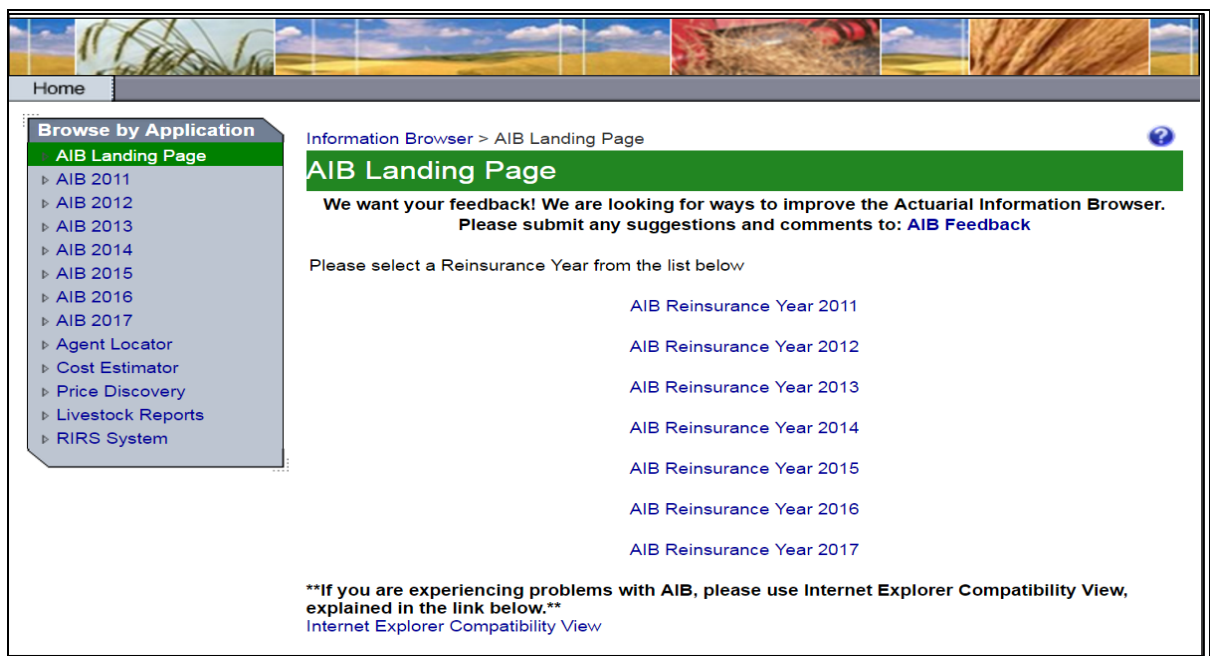 Home
Browse by Application
AIB Landing Page
AIB 2011
AIB 2012
AIB 2013
AIB 2014
AIB 2015
AIB 2016
AIB 2017
Agent Locator
Cost Estimator
Price Discovery
Livestock Reports
RIRS System
Information Browser > AIB Landing Page
?
AIB Landing Page
We want your feedback! We are looking for ways to improve the Actuarial Information Browser.
Please submit any suggestions and comments to: AIB Feedback
Please select a Reinsurance Year from the list below
AIB Reinsurance Year 2011
AIB Reinsurance Year 2012
AIB Reinsurance Year 2013
AIB Reinsurance Year 2014
AIB Reinsurance Year 2015
AIB Reinsurance Year 2016
AIB Reinsurance Year 2017
**If you are experiencing problems with AIB, please use Internet Explorer Compatibility View,
explained in the link below.**
Internet Explorer Compatibility View